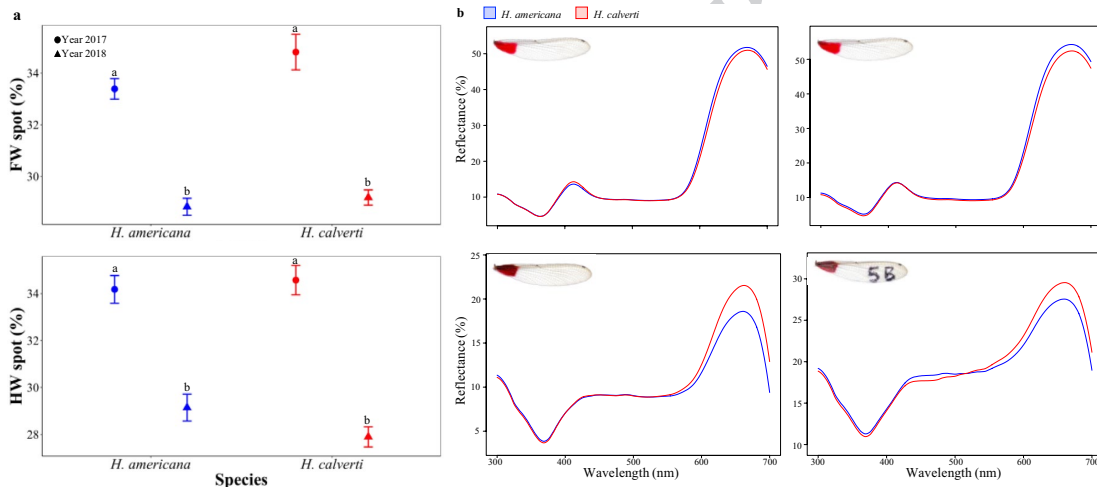 a
Year 2017
Year 2018
FW spot (%)
34
32
30
a
b
a
b
H. americana
H. calverti
HW spot (%)
34
30
28
a
b
a
b
H. americana
H. calverti
Species
b
H. americana
H. calverti
Reflectance (%)
50
40
30
20
10
50
40
30
20
10
Reflectance (%)
25
20
15
10
5
300
400
500
600
700
Wavelength (nm)
5B
30
25
20
15
10
300
400
500
600
700
Wavelength (nm)